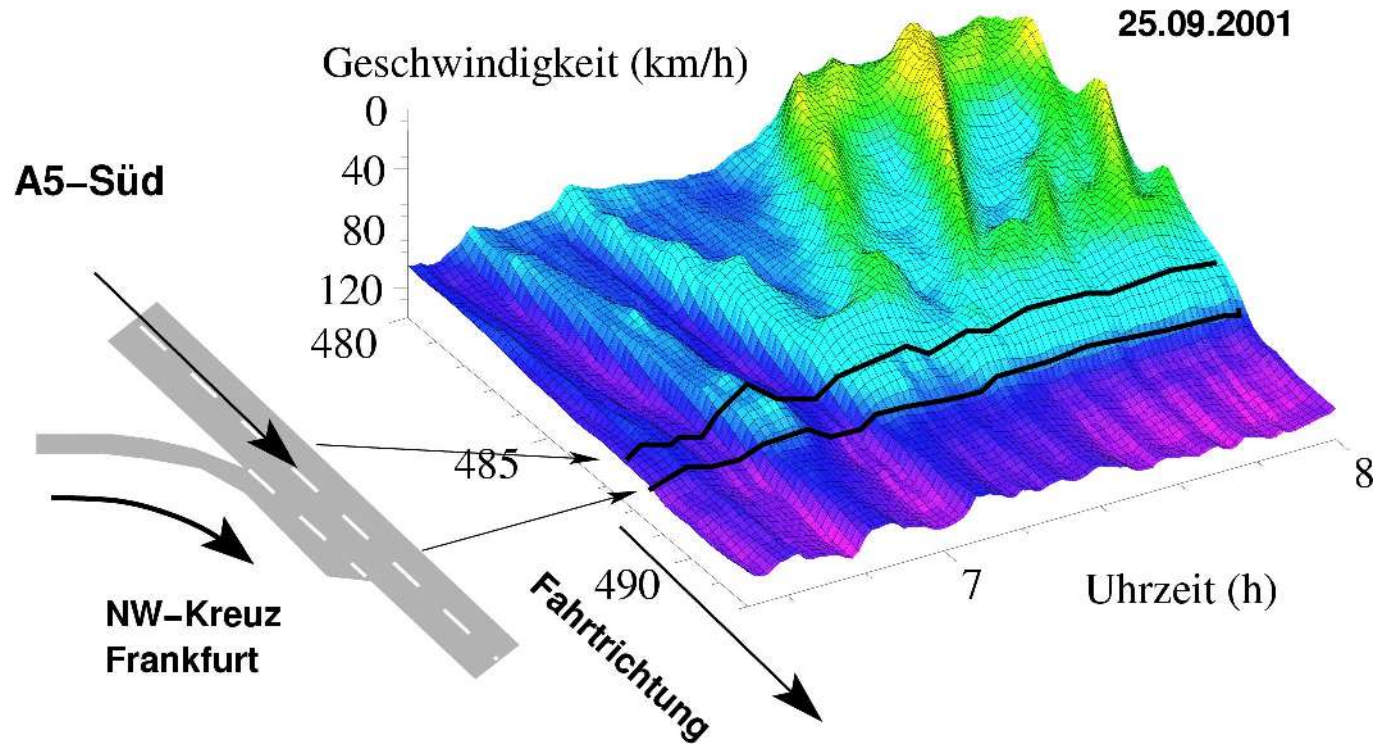 25.09.2001
Geschwindigkeit (km/h)
0
40
80
120
A5–Süd
480
485
490
7
8
Uhrzeit (h)
Fahrtrichtung
NW–Kreuz
Frankfurt